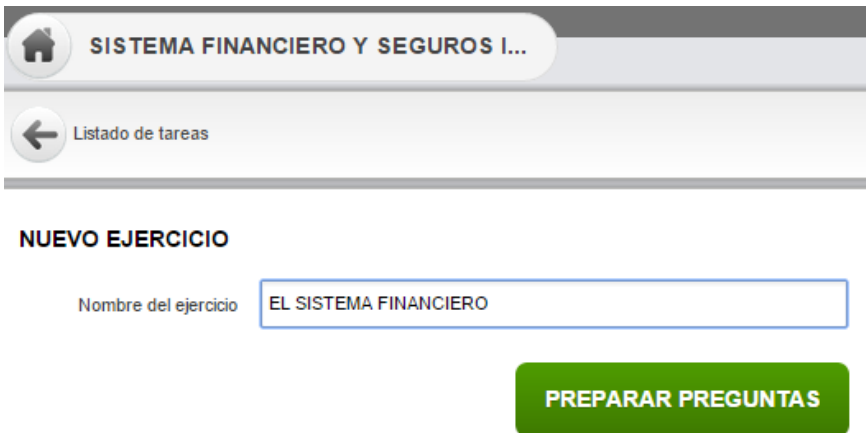 SISTEMA FINANCIERO Y SEGUROS I...
Listado de tareas
NUEVO EJERCICIO
Nombre del ejercicio EL SISTEMA FINANCIERO
PREPARAR PREGUNTAS